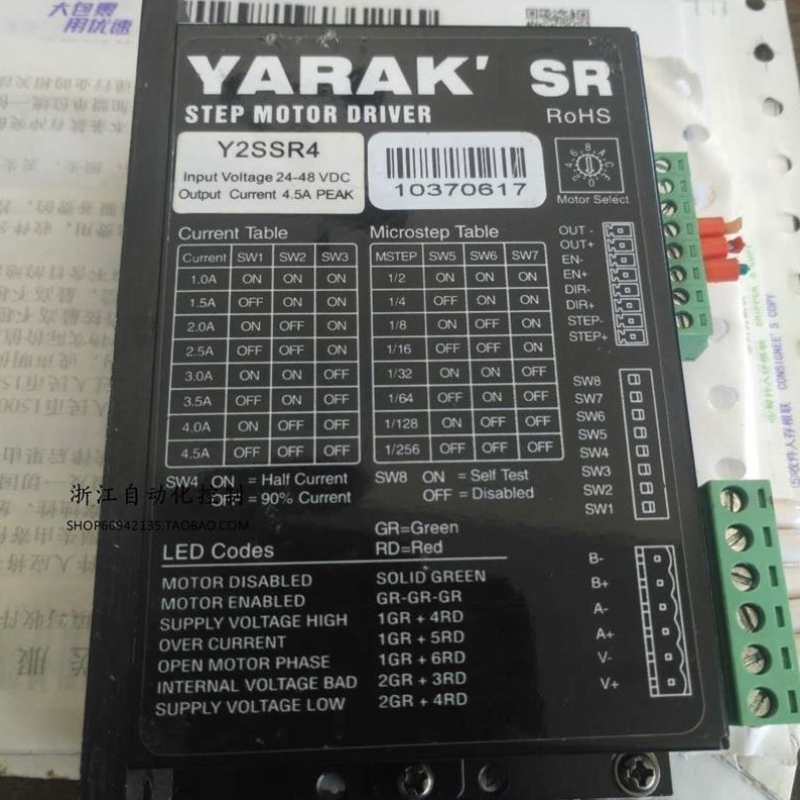 大包裹
用优速
YARAK' SR
STEP MOTOR DRIVER
RoHS
Y2SSR4
Input Voltage 24-48 VDC
Output Current 4.5A PEAK
10370617
Motor Select
Current Table
Current SW1 SW2 SW3
1.0A ON ON ON
1.5A OFF ON ON
2.0A ON OFF ON
2.5A OFF OFF ON
3.0A ON ON OFF
3.5A OFF ON OFF
4.0A ON OFF OFF
4.5A OFF OFF OFF
SW4 ON = Half Current
OFF = 90% Current
Microstep Table
MSTEP SW5 SW6 SW7
1/2 ON ON ON
1/4 OFF ON ON
1/8 ON OFF ON
1/16 OFF OFF ON
1/32 ON ON OFF
1/64 OFF ON OFF
1/128 ON OFF OFF
1/256 OFF OFF OFF
SW8 ON = Self Test
OFF = Disabled
OUT -
OUT+
EN-
EN+
DIR-
DIR+
STEP-
STEP+
SW8
SW7
SW6
SW5
SW4
SW3
SW2
SW1
浙江自动化控制
SHOP66942135.TAOBAO.COM
GR=Green
RD=Red
LED Codes
MOTOR DISABLED SOLID GREEN
MOTOR ENABLED GR-GR-GR
SUPPLY VOLTAGE HIGH 1GR + 4RD
OVER CURRENT 1GR + 5RD
OPEN MOTOR PHASE 1GR + 6RD
INTERNAL VOLTAGE BAD 2GR + 3RD
SUPPLY VOLTAGE LOW 2GR + 4RD
B-
B+
A-
A+
V-
V+
CONSIGNEE'S COPY